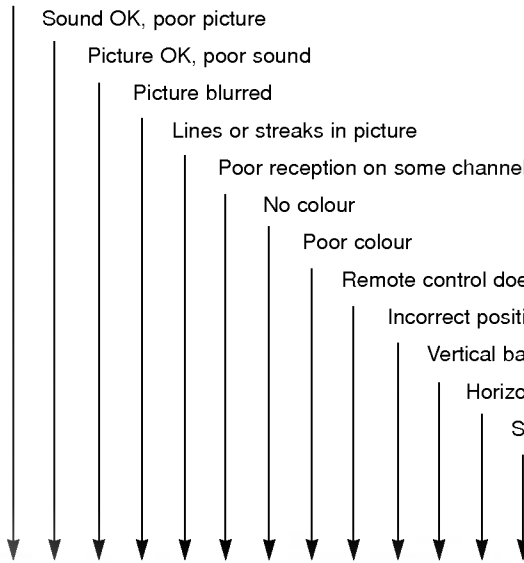 Sound OK, poor picture
Picture OK, poor sound
Picture blurred
Lines or streaks in picture
Poor reception on some channel
No colour
Poor colour
Remote control doe
Incorrect positi
Vertical ba
Horizo
S